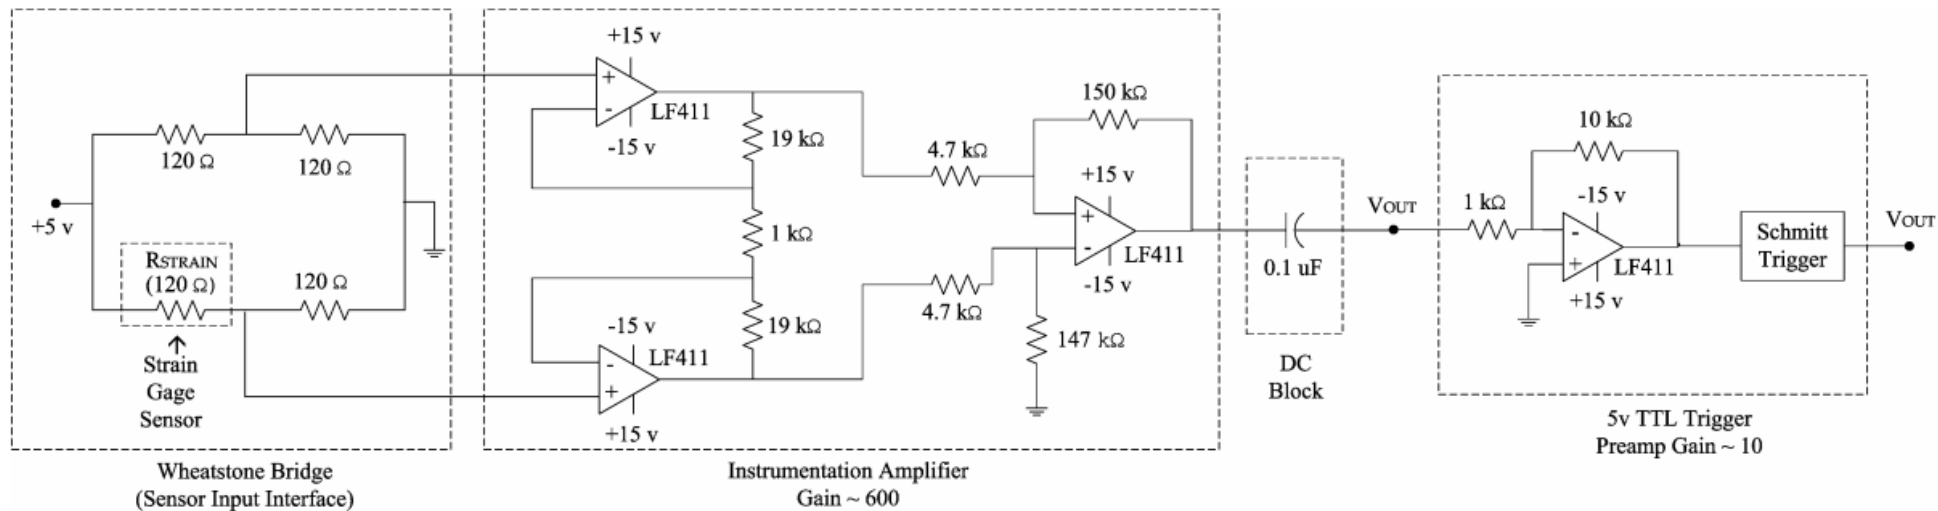 120 Ω
120 Ω
+5 v
RSTRAIN
(120 Ω)
120 Ω
Strain
Gage
Sensor
Wheatstone Bridge
(Sensor Input Interface)
+15 v
+
-
LF411
-15 v
19 kΩ
1 kΩ
19 kΩ
-15 v
LF411
-
+
+15 v
4.7 kΩ
150 kΩ
+15 v
+
-
LF411
-15 v
4.7 kΩ
147 kΩ
Instrumentation Amplifier
Gain ~ 600
0.1 uF
DC
Block
VOUT
10 kΩ
1 kΩ
-15 v
-
+
LF411
+15 v
Schmitt
Trigger
VOUT
5v TTL Trigger
Preamp Gain ~ 10